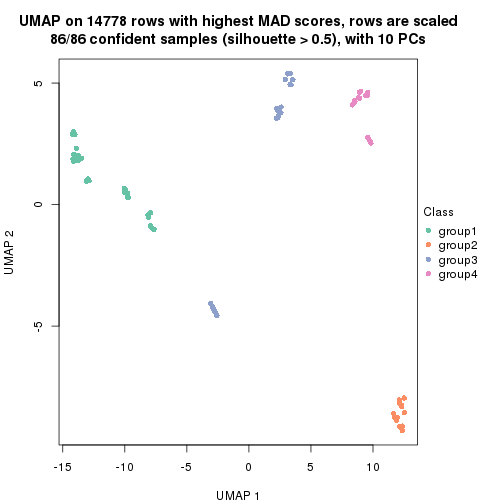 UMAP on 14778 rows with highest MAD scores, rows are scaled
86/86 confident samples (silhouette > 0.5), with 10 PCs
5
0
-5
UMAP 2
-15
-10
-5
0
5
10
UMAP 1
Class
group1
group2
group3
group4